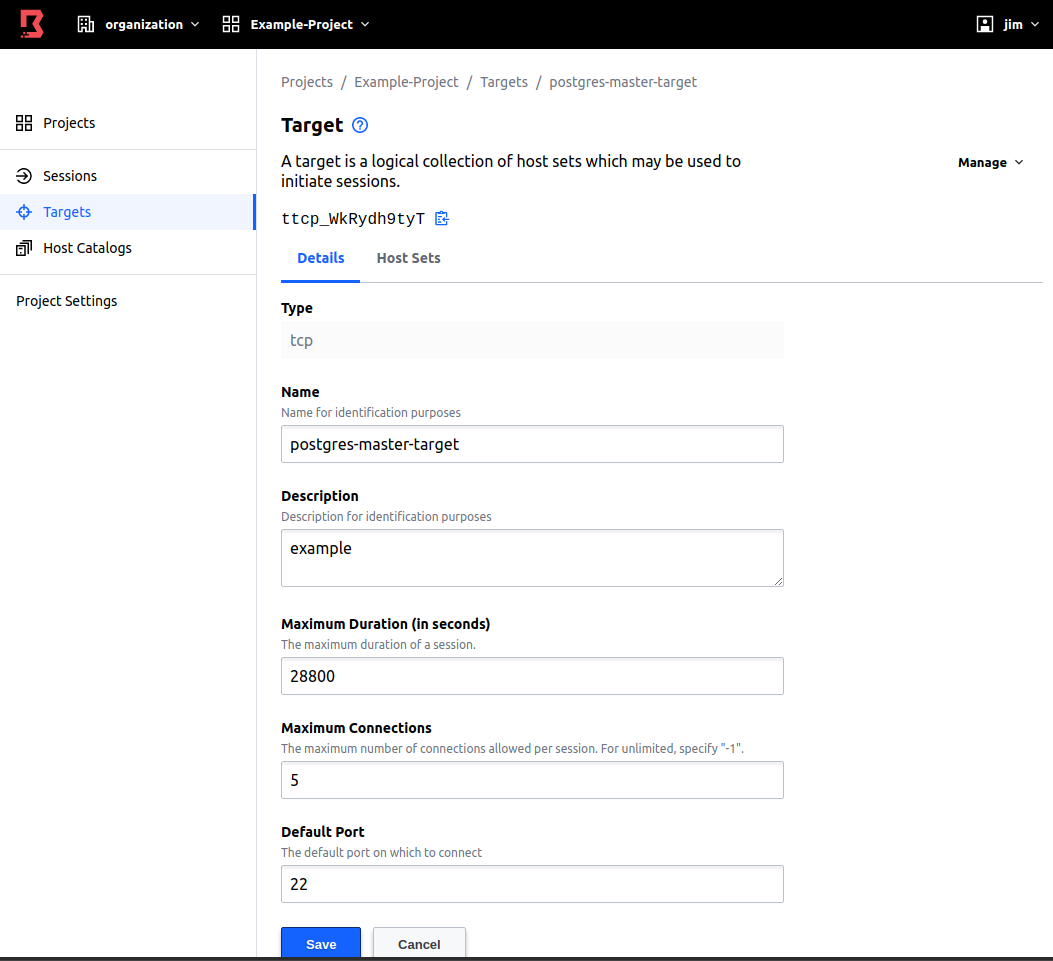 organization Example-Project jim
Projects / Example-Project / Targets / postgres-master-target
Projects
Sessions
Targets
Host Catalogs
Project Settings
Target
A target is a logical collection of host sets which may be used to
initiate sessions.
Manage
ttcp_WkRydh9tyT
Details Host Sets
Type
tcp
Name
Name for identification purposes
postgres-master-target
Description
Description for identification purposes
example
Maximum Duration (in seconds)
The maximum duration of a session.
28800
Maximum Connections
The maximum number of connections allowed per session. For unlimited, specify "-1".
5
Default Port
The default port on which to connect
22
Save Cancel